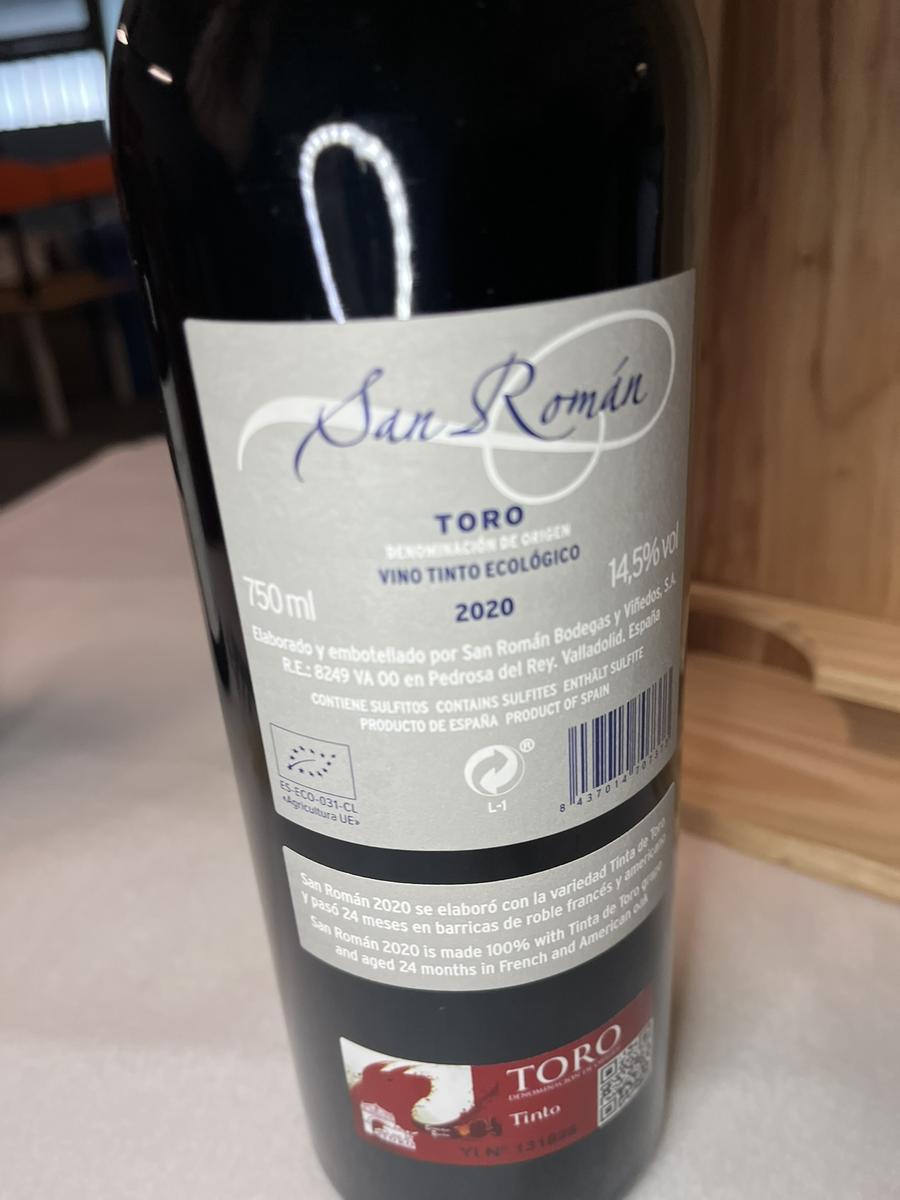 San Román
TORO
DENOMINACIÓN DE ORIGEN
VINO TINTO ECOLÓGICO
750 ml
14,5% vol
2020
Elaborado y embotellado por San Román Bodegas y Viñedos, S.A.
R.E.: 8249 VA 00 en Pedrosa del Rey. Valladolid. España
CONTIENE SULFITOS CONTAINS SULFITES ENTHÄLT SULFITE
PRODUCTO DE ESPAÑA PRODUCT OF SPAIN
ES-ECO-031-CL
«Agricultura UE»
®
L-1
San Román 2020 se elaboró con la variedad Tinta de Toro
y pasó 24 meses en barricas de roble francés y americano
San Román 2020 is made 100% with Tinta de Toro grape
and aged 24 months in French and American oak
TORO
DENOMINACIÓN DE ORIGEN
Tinto